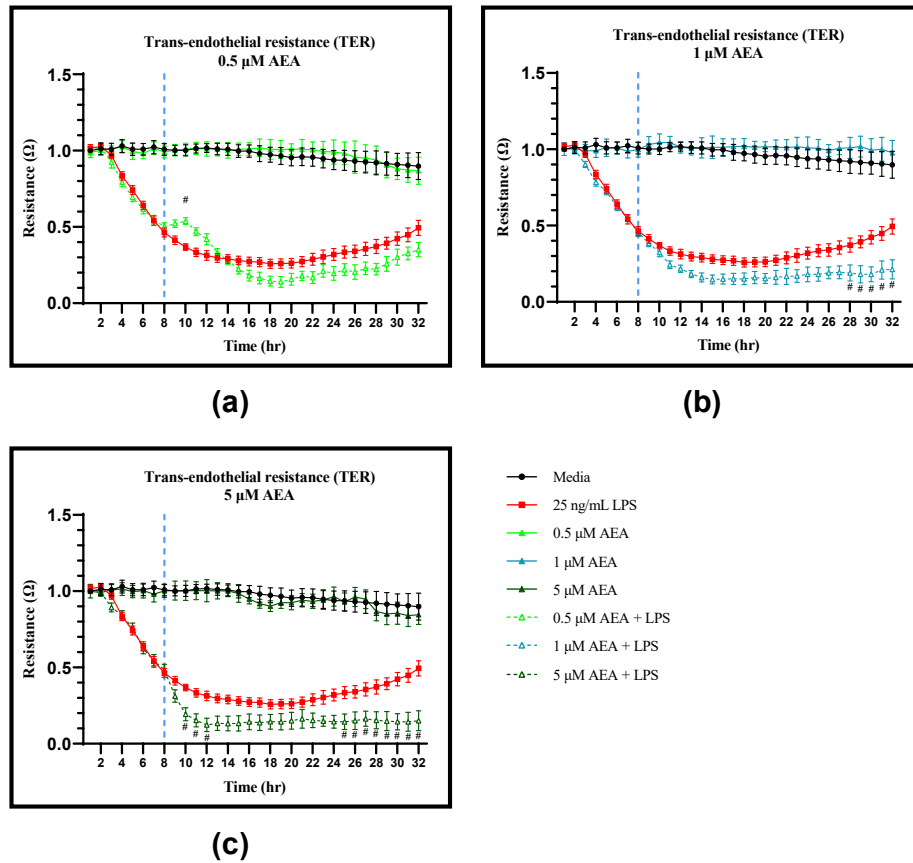 Trans-endothelial resistance (TER)
0.5 µM AEA
1.5
1.0
0.5
0.0
Resistance (Ω)
#
2 4 6 8 10 12 14 16 18 20 22 24 26 28 30 32
Time (hr)
(a)
Trans-endothelial resistance (TER)
1 µM AEA
1.5
1.0
0.5
0.0
Resistance (Ω)
# # # # #
2 4 6 8 10 12 14 16 18 20 22 24 26 28 30 32
Time (hr)
(b)
Trans-endothelial resistance (TER)
5 µM AEA
1.5
1.0
0.5
0.0
Resistance (Ω)
# # # # # # # # # # #
2 4 6 8 10 12 14 16 18 20 22 24 26 28 30 32
Time (hr)
(c)
Media
25 ng/mL LPS
0.5 µM AEA
1 µM AEA
5 µM AEA
0.5 µM AEA + LPS
1 µM AEA + LPS
5 µM AEA + LPS